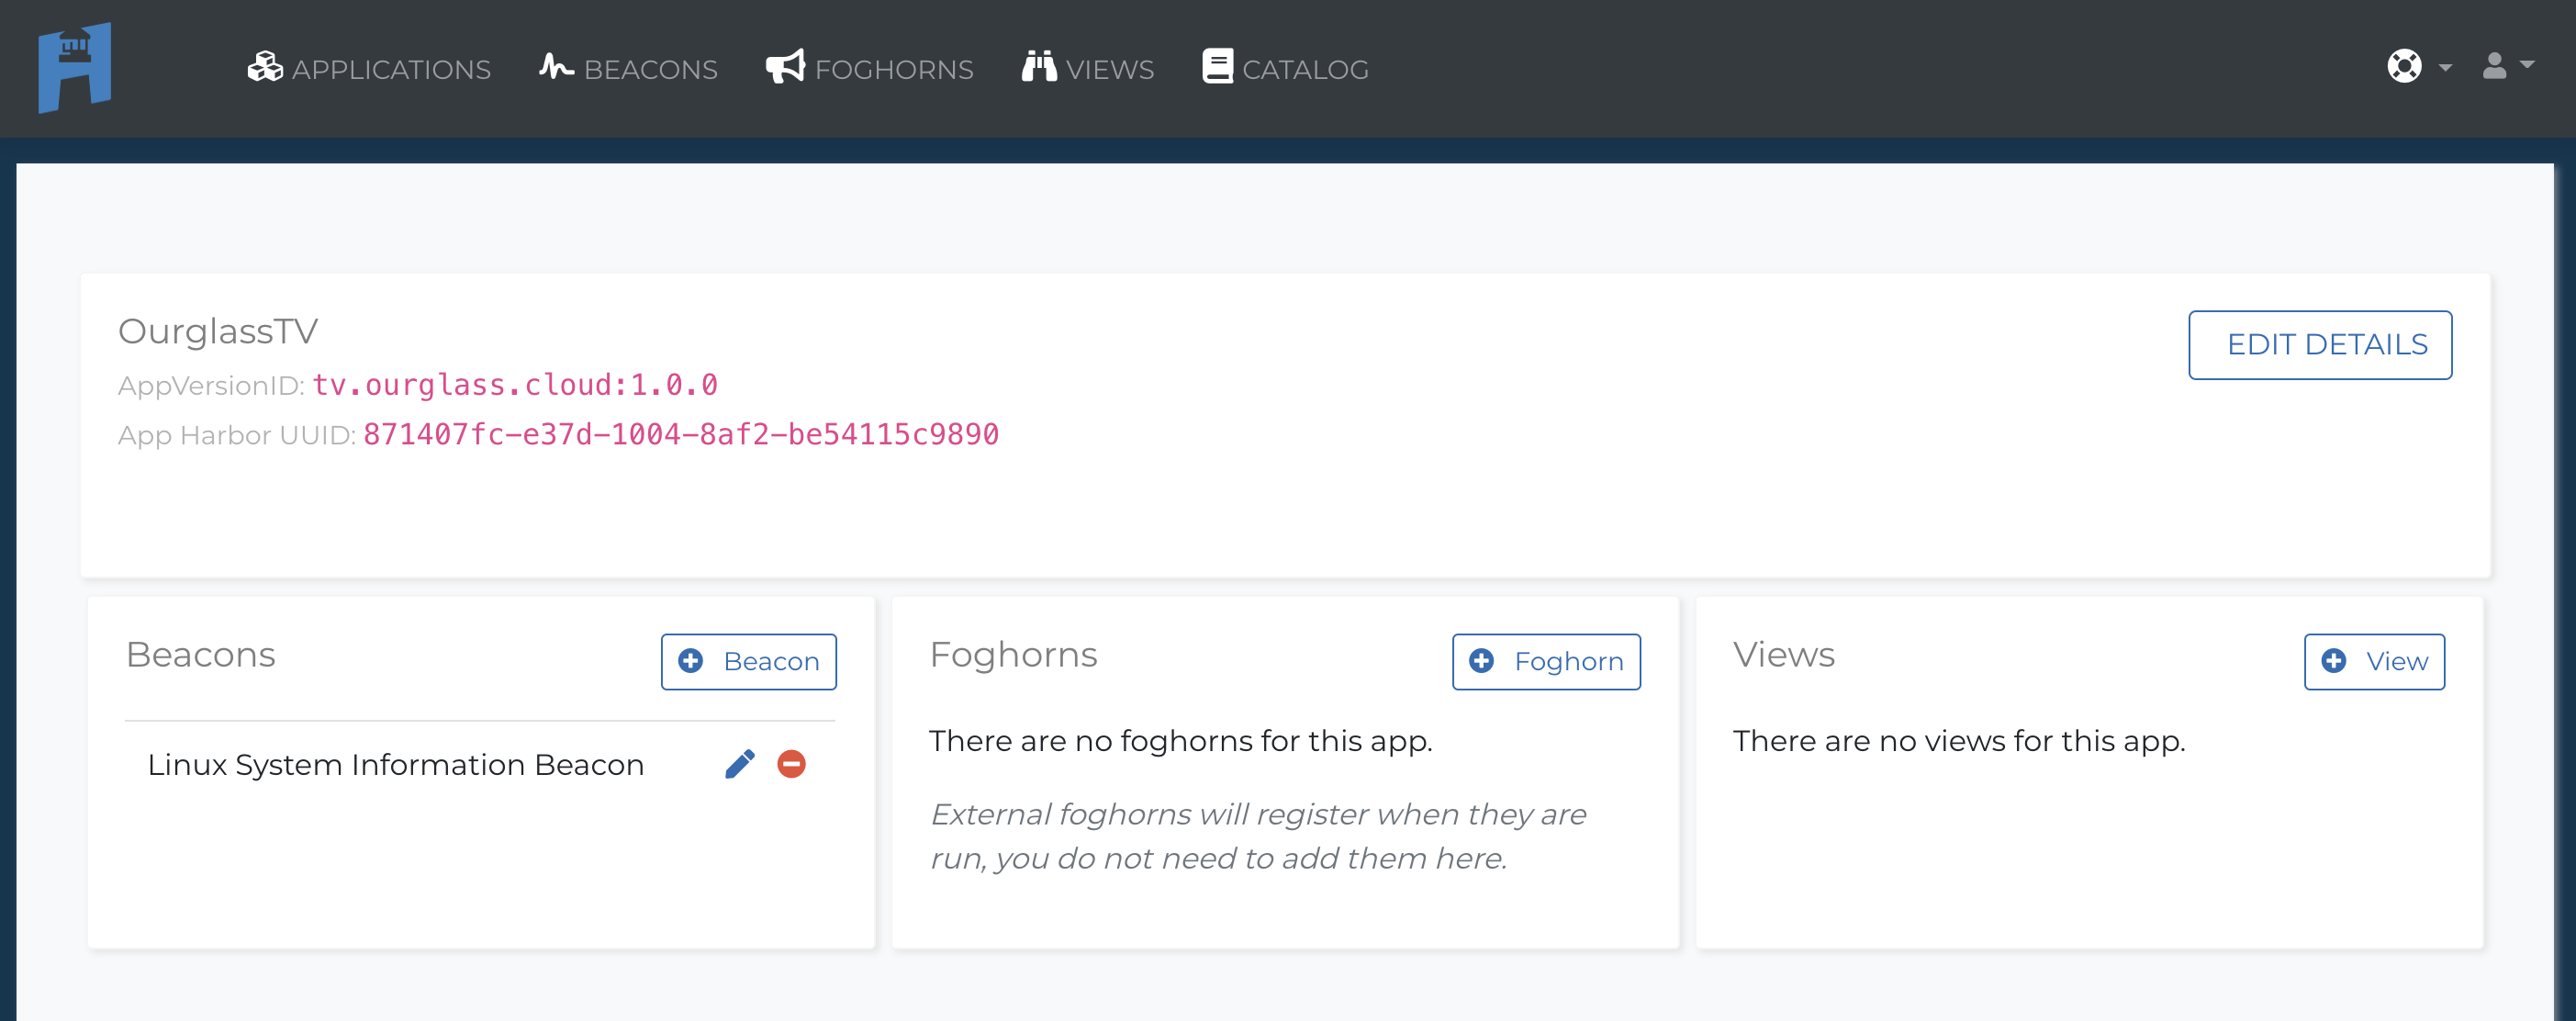 APPLICATIONS BEACONS FOGHORNS VIEWS CATALOG
OurglassTV
EDIT DETAILS
AppVersionID: tv.ourglass.cloud:1.0.0
App Harbor UUID: 871407fc-e37d-1004-8af2-be54115c9890
Beacons
Beacon
Linux System Information Beacon
Foghorns
Foghorn
There are no foghorns for this app.
External foghorns will register when they are
run, you do not need to add them here.
Views
View
There are no views for this app.